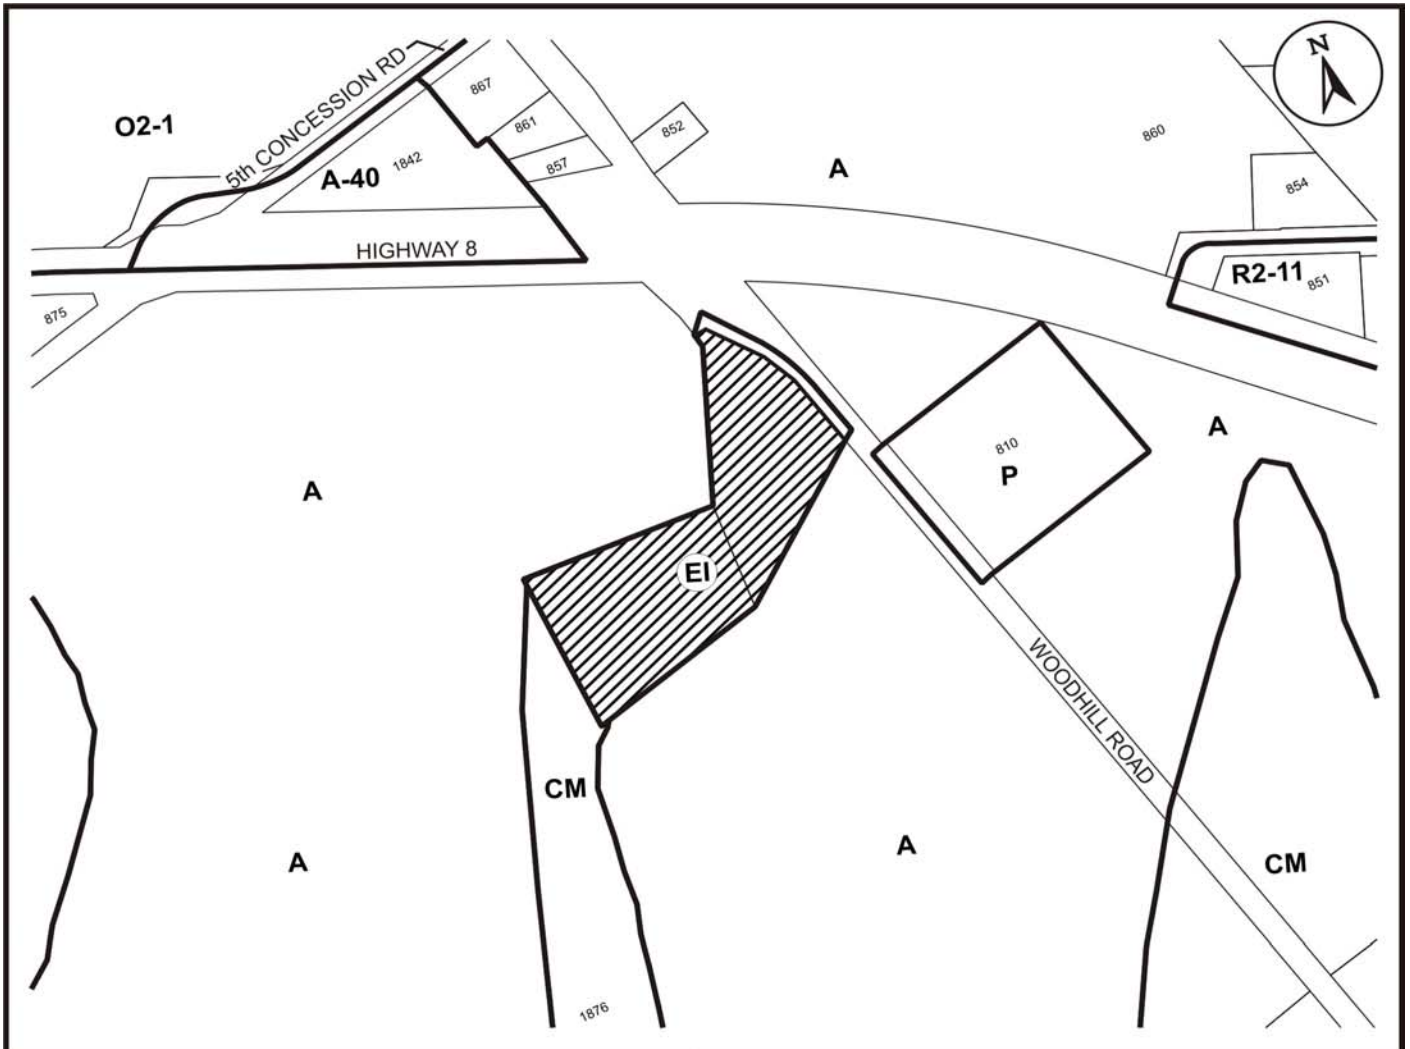 N
867
5th CONCESSION RD
O2-1
861
852
860
1842
857
A-40
A
854
HIGHWAY 8
R2-11
851
875
A
810
P
A
EI
WOODHILL ROAD
CM
A
A
CM
1876